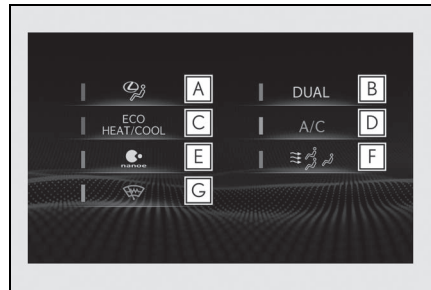 A
DUAL B
ECO
HEAT/COOL C
A/C D
nanoe E
F
G